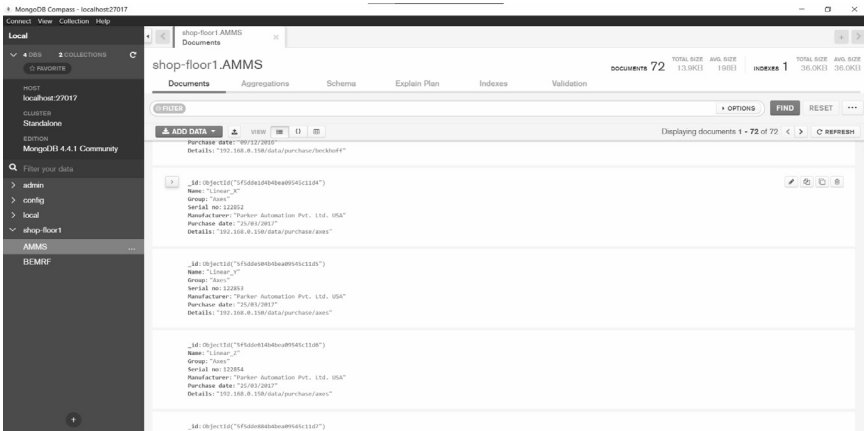 MongoDB Compass - localhost:27017
Connect View Collection Help
Local
4 DBS 2 COLLECTIONS
FAVORITE
HOST
localhost:27017
CLUSTER
Standalone
EDITION
MongoDB 4.4.1 Community
Filter your data
admin
config
local
shop-floor1
AMMS
BEMRF
shop-floor1.AMMS
Documents
shop-floor1.AMMS
DOCUMENTS 72 TOTAL SIZE 13.9KB AVG. SIZE 198B INDEXES 1 TOTAL SIZE 36.0KB AVG. SIZE 36.0KB
Documents Aggregations Schema Explain Plan Indexes Validation
FILTER OPTIONS FIND RESET
ADD DATA VIEW Displaying documents 1 - 72 of 72 REFRESH
Purchase date: "09/12/2016"
Details: "192.168.0.150/data/purchase/beckhoff"
Name: "Linear_X"
Group: "Axes"
Serial no: 122852
Manufacturer: "Parker Automation Pvt. Ltd. USA"
Purchase date: "25/03/2017"
Details: "192.168.0.150/data/purchase/axes"
Name: "Linear_Y"
Group: "Axes"
Serial no: 122853
Manufacturer: "Parker Automation Pvt. Ltd. USA"
Purchase date: "25/03/2017"
Details: "192.168.0.150/data/purchase/axes"
Name: "Linear_Z"
Group: "Axes"
Serial no: 122854
Manufacturer: "Parker Automation Pvt. Ltd. USA"
Purchase date: "25/03/2017"
Details: "192.168.0.150/data/purchase/axes"